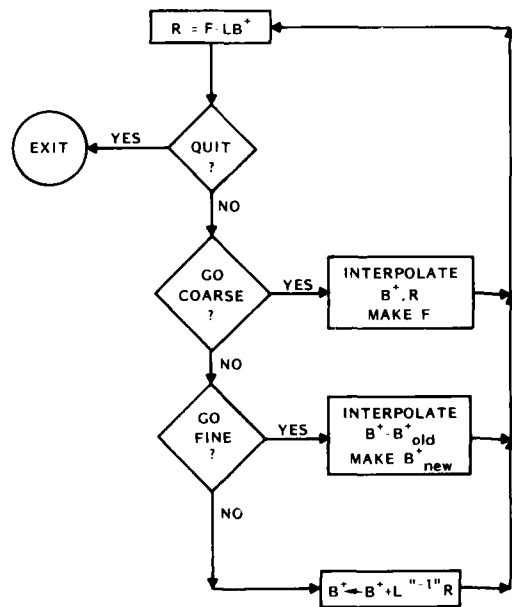 R = F-LB⁺
YES
EXIT
QUIT
?
NO
GO
COARSE
?
YES
INTERPOLATE
B⁺,R
MAKE F
NO
GO
FINE
?
YES
INTERPOLATE
B⁺-B⁺old
MAKE B⁺new
NO
B⁺←B⁺+L "-1" R